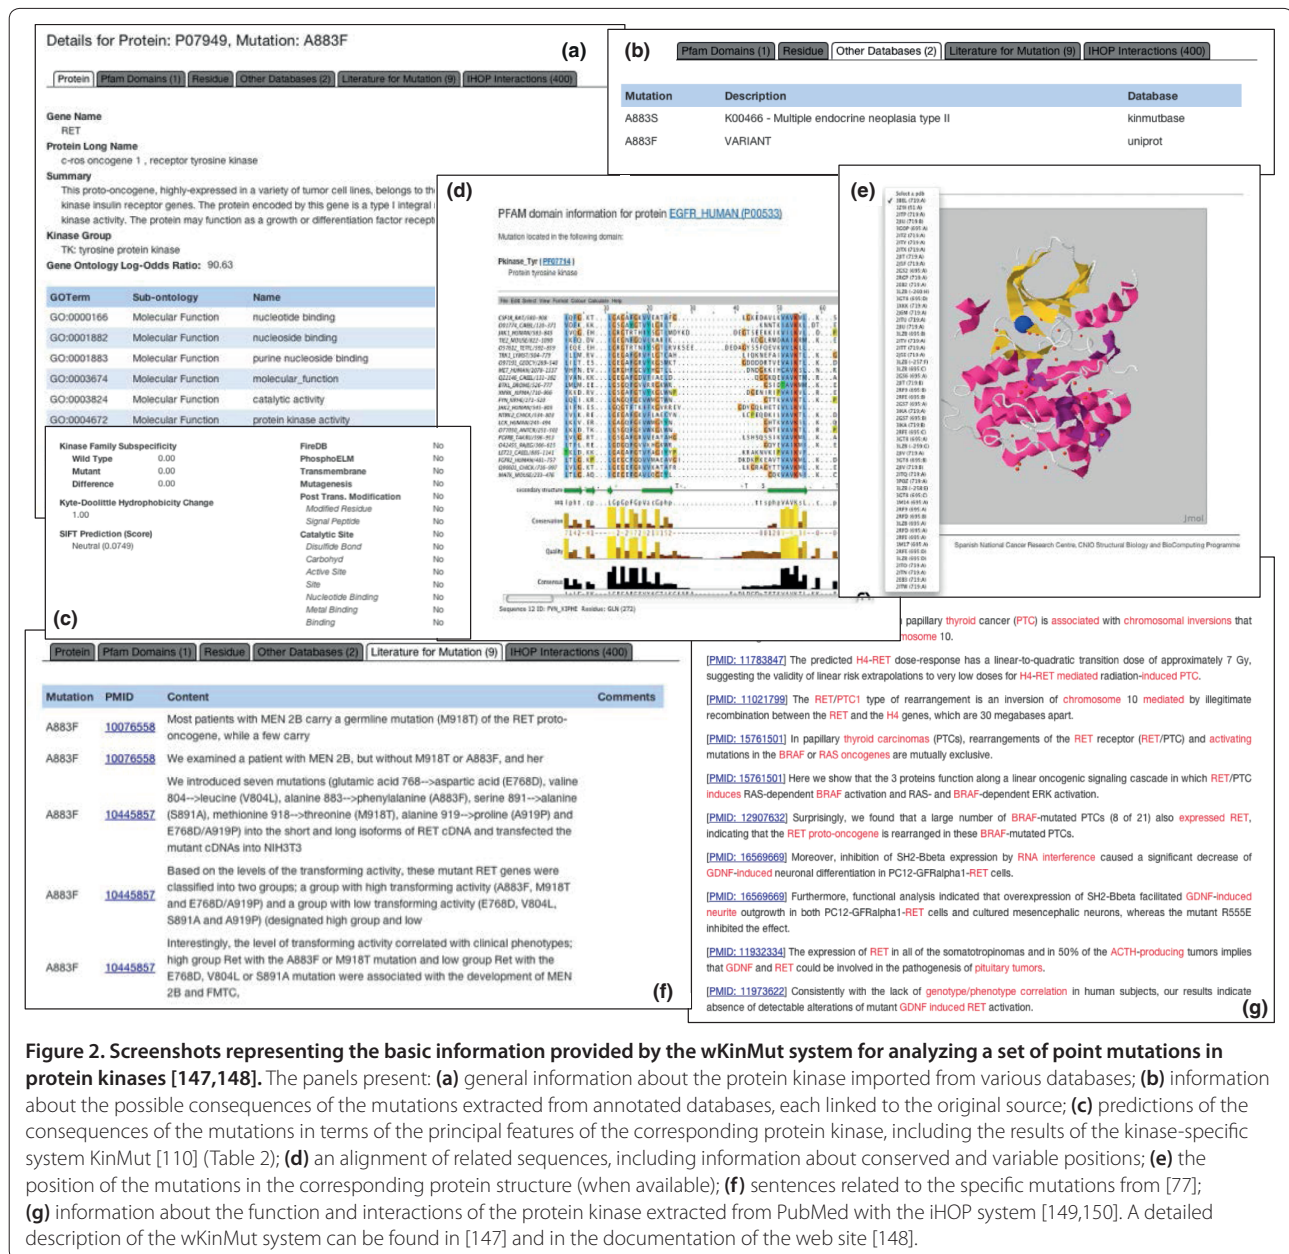 Details for Protein: P07949, Mutation: A883F
(a)
Protein
Pfam Domains (1)
Residue
Other Databases (2)
Literature for Mutation (9)
IHOP Interactions (400)
Gene Name
RET
Protein Long Name
c-ros oncogene 1 , receptor tyrosine kinase
Summary
This proto-oncogene, highly-expressed in a variety of tumor cell lines, belongs to the
kinase insulin receptor genes. The protein encoded by this gene is a type I integral
kinase activity. The protein may function as a growth or differentiation factor recept
Kinase Group
TK: tyrosine protein kinase
Gene Ontology Log-Odds Ratio: 90.63
GOTerm Sub-ontology Name
GO:0000166 Molecular Function nucleotide binding
GO:0001882 Molecular Function nucleoside binding
GO:0001883 Molecular Function purine nucleoside binding
GO:0003674 Molecular Function molecular_function
GO:0003824 Molecular Function catalytic activity
GO:0004672 Molecular Function protein kinase activity
(b)
Pfam Domains (1)
Residue
Other Databases (2)
Literature for Mutation (9)
IHOP Interactions (400)
Mutation Description Database
A883S K00466 - Multiple endocrine neoplasia type II kinmutbase
A883F VARIANT uniprot
(d)
PFAM domain information for protein EGFR_HUMAN (P00533)
Mutation located in the following domain:
Pkinase_Tyr ( PF07714 )
Protein tyrosine kinase
File Edit Select View Format Colour Calculate Help
secondary structure
Conservation
Quality
Consensus
Sequence 12 ID: FYN_XIPHE Residue: GLN (272)
(e)
Select a pdb
Jmol
Spanish National Cancer Research Centre, CNIO Structural Biology and BioComputing Programme
Kinase Family Subspecificity
Wild Type 0.00
Mutant 0.00
Difference 0.00
Kyte-Doolittle Hydrophobicity Change
1.00
SIFT Prediction (Score)
Neutral (0.0749)
FireDB No
PhosphoELM No
Transmembrane No
Mutagenesis No
Post Trans. Modification No
Modified Residue No
Signal Peptide No
Catalytic Site No
Disulfide Bond No
Carbohyd No
Active Site No
Site No
Nucleotide Binding No
Metal Binding No
Binding No
(c)
Protein
Pfam Domains (1)
Residue
Other Databases (2)
Literature for Mutation (9)
IHOP Interactions (400)
Mutation PMID Content Comments
A883F 10076558 Most patients with MEN 2B carry a germline mutation (M918T) of the RET proto-
oncogene, while a few carry
A883F 10076558 We examined a patient with MEN 2B, but without M918T or A883F, and her
We introduced seven mutations (glutamic acid 768-->aspartic acid (E768D), valine
804-->leucine (V804L), alanine 883-->phenylalanine (A883F), serine 891-->alanine
A883F 10445857 (S891A), methionine 918-->threonine (M918T), alanine 919-->proline (A919P) and
E768D/A919P) into the short and long isoforms of RET cDNA and transfected the
mutant cDNAs into NIH3T3
Based on the levels of the transforming activity, these mutant RET genes were
classified into two groups; a group with high transforming activity (A883F, M918T
A883F 10445857 and E768D/A919P) and a group with low transforming activity (E768D, V804L,
S891A and A919P) (designated high group and low
Interestingly, the level of transforming activity correlated with clinical phenotypes;
high group Ret with the A883F or M918T mutation and low group Ret with the
A883F 10445857 E768D, V804L or S891A mutation were associated with the development of MEN
2B and FMTC,
(f)
papillary thyroid cancer (PTC) is associated with chromosomal inversions that
mosome 10.
[PMID: 11783847] The predicted H4-RET dose-response has a linear-to-quadratic transition dose of approximately 7 Gy,
suggesting the validity of linear risk extrapolations to very low doses for H4-RET mediated radiation-induced PTC.
[PMID: 11021799] The RET/PTC1 type of rearrangement is an inversion of chromosome 10 mediated by illegitimate
recombination between the RET and the H4 genes, which are 30 megabases apart.
[PMID: 15761501] In papillary thyroid carcinomas (PTCs), rearrangements of the RET receptor (RET/PTC) and activating
mutations in the BRAF or RAS oncogenes are mutually exclusive.
[PMID: 15761501] Here we show that the 3 proteins function along a linear oncogenic signaling cascade in which RET/PTC
induces RAS-dependent BRAF activation and RAS- and BRAF-dependent ERK activation.
[PMID: 12907632] Surprisingly, we found that a large number of BRAF-mutated PTCs (8 of 21) also expressed RET,
indicating that the RET proto-oncogene is rearranged in these BRAF-mutated PTCs.
[PMID: 16569669] Moreover, inhibition of SH2-Bbeta expression by RNA interference caused a significant decrease of
GDNF-induced neuronal differentiation in PC12-GFRalpha1-RET cells.
[PMID: 16569669] Furthermore, functional analysis indicated that overexpression of SH2-Bbeta facilitated GDNF-induced
neurite outgrowth in both PC12-GFRalpha1-RET cells and cultured mesencephalic neurons, whereas the mutant R555E
inhibited the effect.
[PMID: 11932334] The expression of RET in all of the somatotropinomas and in 50% of the ACTH-producing tumors implies
that GDNF and RET could be involved in the pathogenesis of pituitary tumors.
[PMID: 11973622] Consistently with the lack of genotype/phenotype correlation in human subjects, our results indicate
absence of detectable alterations of mutant GDNF induced RET activation.
(g)
Figure 2. Screenshots representing the basic information provided by the wKinMut system for analyzing a set of point mutations in
protein kinases [147,148]. The panels present: (a) general information about the protein kinase imported from various databases; (b) information
about the possible consequences of the mutations extracted from annotated databases, each linked to the original source; (c) predictions of the
consequences of the mutations in terms of the principal features of the corresponding protein kinase, including the results of the kinase-specific
system KinMut [110] (Table 2); (d) an alignment of related sequences, including information about conserved and variable positions; (e) the
position of the mutations in the corresponding protein structure (when available); (f) sentences related to the specific mutations from [77];
(g) information about the function and interactions of the protein kinase extracted from PubMed with the iHOP system [149,150]. A detailed
description of the wKinMut system can be found in [147] and in the documentation of the web site [148].